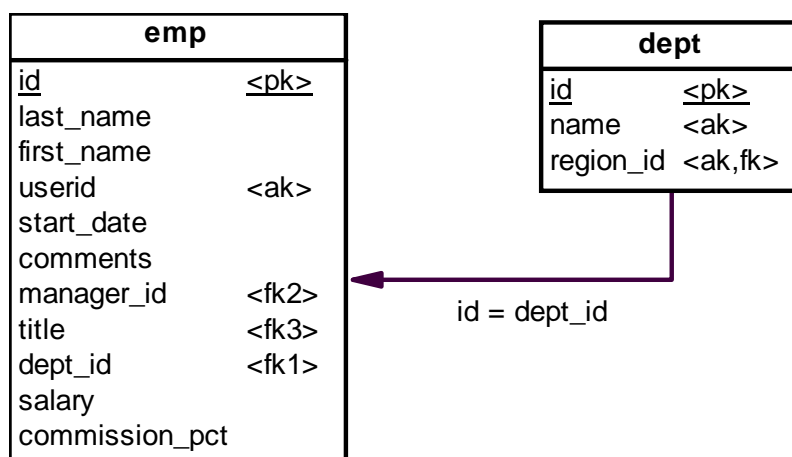 emp
id <pk>
last_name
first_name
userid <ak>
start_date
comments
manager_id <fk2>
title <fk3>
dept_id <fk1>
salary
commission_pct
dept
id <pk>
name <ak>
region_id <ak,fk>
id = dept_id